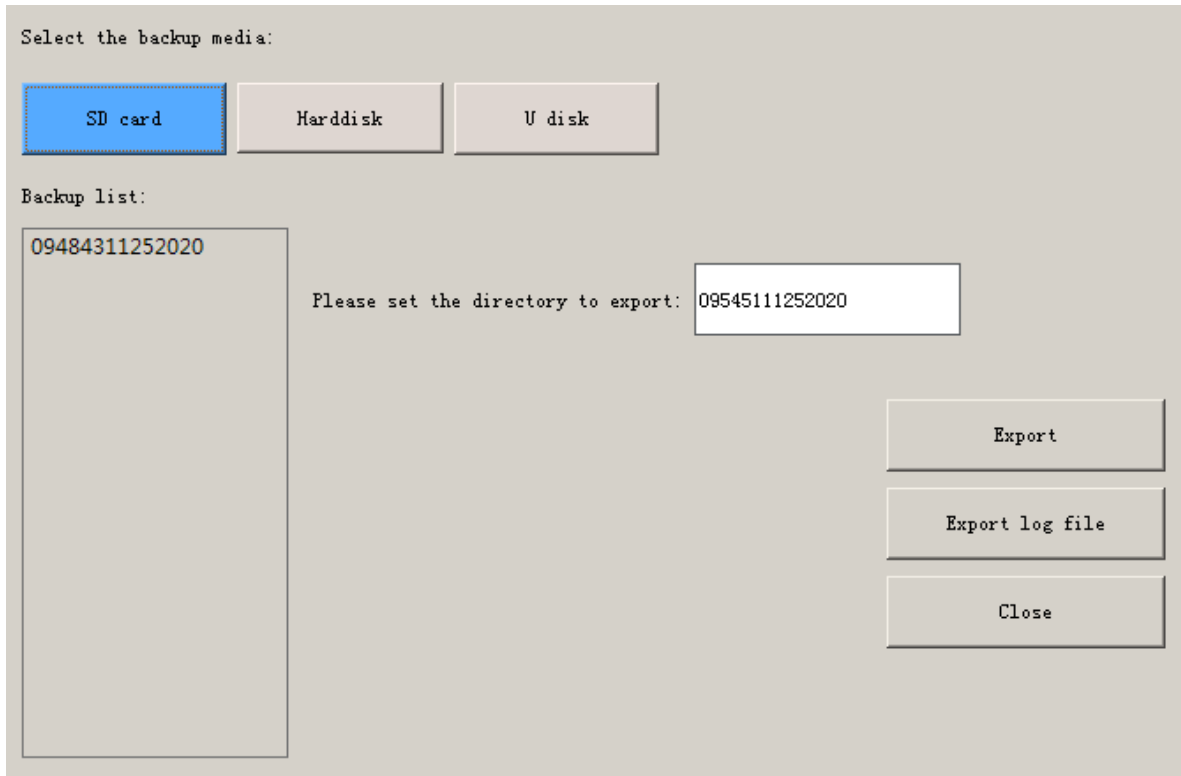 Select the backup media:
SD card
Harddisk
U disk
Backup list:
09484311252020
Please set the directory to export:
09545111252020
Export
Export log file
Close